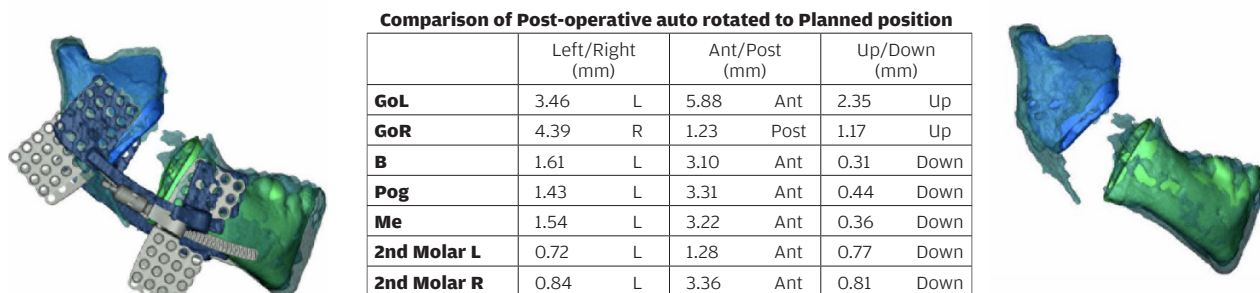 Comparison of Post-operative auto rotated to Planned position
Left/Right (mm) Ant/Post (mm) Up/Down (mm)
GoL 3.46 L 5.88 Ant 2.35 Up
GoR 4.39 R 1.23 Post 1.17 Up
B 1.61 L 3.10 Ant 0.31 Down
Pog 1.43 L 3.31 Ant 0.44 Down
Me 1.54 L 3.22 Ant 0.36 Down
2nd Molar L 0.72 L 1.28 Ant 0.77 Down
2nd Molar R 0.84 L 3.36 Ant 0.81 Down